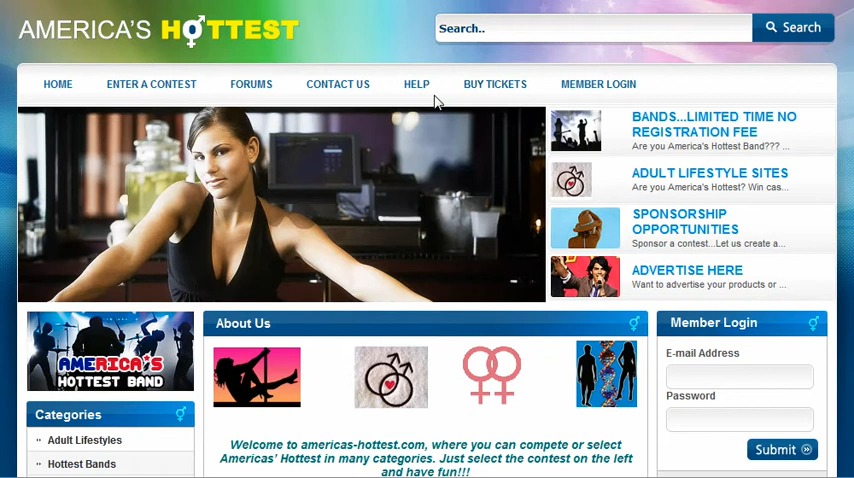 AMERICA'S HOTTEST
Search..
Search
HOME
ENTER A CONTEST
FORUMS
CONTACT US
HELP
BUY TICKETS
MEMBER LOGIN
BANDS...LIMITED TIME NO
REGISTRATION FEE
Are you America's Hottest Band??? ...
ADULT LIFESTYLE SITES
Are you America's Hottest? Win cas...
SPONSORSHIP
OPPORTUNITIES
Sponsor a contest...Let us create a...
ADVERTISE HERE
Want to advertise your products or ...
AMERICA'S
HOTTEST BAND
Categories
Adult Lifestyles
Hottest Bands
About Us
Welcome to americas-hottest.com, where you can compete or select
Americas' Hottest in many categories. Just select the contest on the left
and have fun!!!
Member Login
E-mail Address
Password
Submit